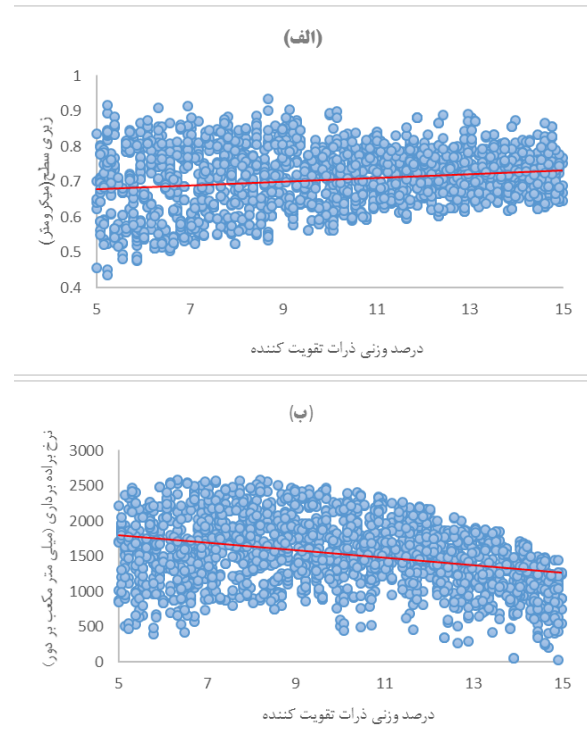 (الف)
زبری سطح(میکرومتر)
1
0.9
0.8
0.7
0.6
0.5
0.4
5 7 9 11 13 15
درصد وزنی ذرات تقویت کننده
(ب)
نرخ براده برداری (میلی متر مکعب بر دور)
3000
2500
2000
1500
1000
500
0
5 7 9 11 13 15
درصد وزنی ذرات تقویت کننده